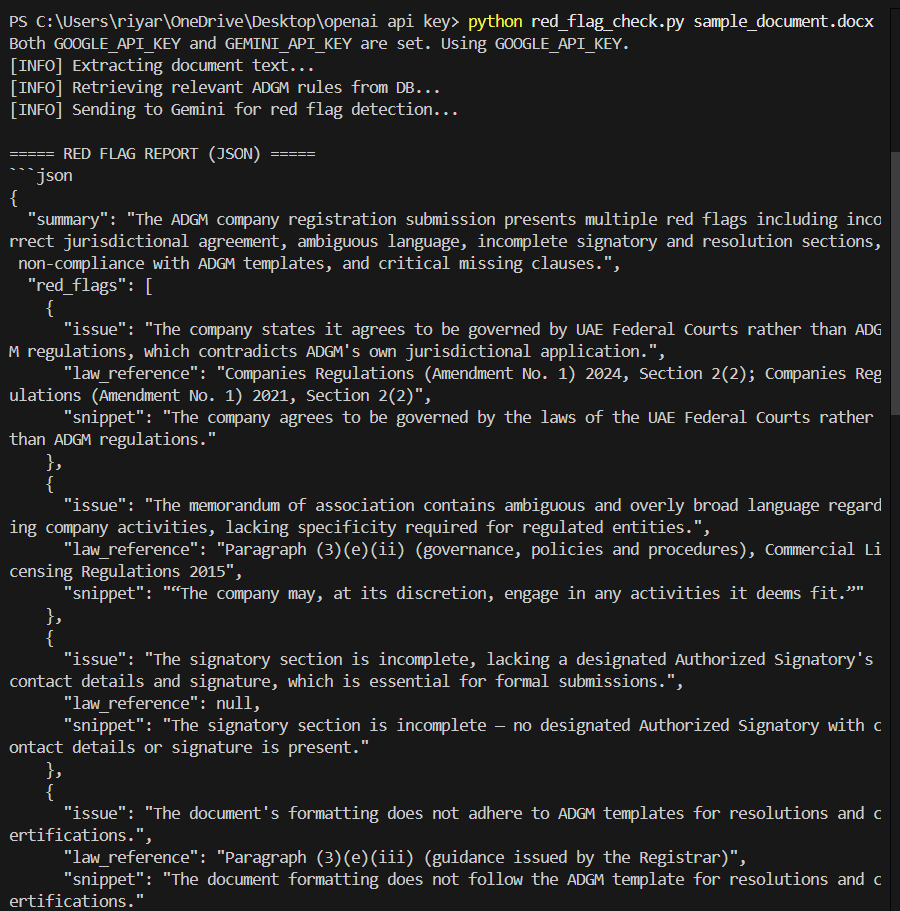 PS C:\Users\riyar\OneDrive\Desktop\openai api key> python red_flag_check.py sample_document.docx
Both GOOGLE_API_KEY and GEMINI_API_KEY are set. Using GOOGLE_API_KEY.
[INFO] Extracting document text...
[INFO] Retrieving relevant ADGM rules from DB...
[INFO] Sending to Gemini for red flag detection...

===== RED FLAG REPORT (JSON) =====
```json
{
  "summary": "The ADGM company registration submission presents multiple red flags including inco
rrect jurisdictional agreement, ambiguous language, incomplete signatory and resolution sections,
 non-compliance with ADGM templates, and critical missing clauses.",
  "red_flags": [
    {
      "issue": "The company states it agrees to be governed by UAE Federal Courts rather than ADG
M regulations, which contradicts ADGM's own jurisdictional application.",
      "law_reference": "Companies Regulations (Amendment No. 1) 2024, Section 2(2); Companies Reg
ulations (Amendment No. 1) 2021, Section 2(2)",
      "snippet": "The company agrees to be governed by the laws of the UAE Federal Courts rather
than ADGM regulations."
    },
    {
      "issue": "The memorandum of association contains ambiguous and overly broad language regard
ing company activities, lacking specificity required for regulated entities.",
      "law_reference": "Paragraph (3)(e)(ii) (governance, policies and procedures), Commercial Li
censing Regulations 2015",
      "snippet": "“The company may, at its discretion, engage in any activities it deems fit.”"
    },
    {
      "issue": "The signatory section is incomplete, lacking a designated Authorized Signatory's
contact details and signature, which is essential for formal submissions.",
      "law_reference": null,
      "snippet": "The signatory section is incomplete — no designated Authorized Signatory with c
ontact details or signature is present."
    },
    {
      "issue": "The document's formatting does not adhere to ADGM templates for resolutions and c
ertifications.",
      "law_reference": "Paragraph (3)(e)(iii) (guidance issued by the Registrar)",
      "snippet": "The document formatting does not follow the ADGM template for resolutions and c
ertifications."